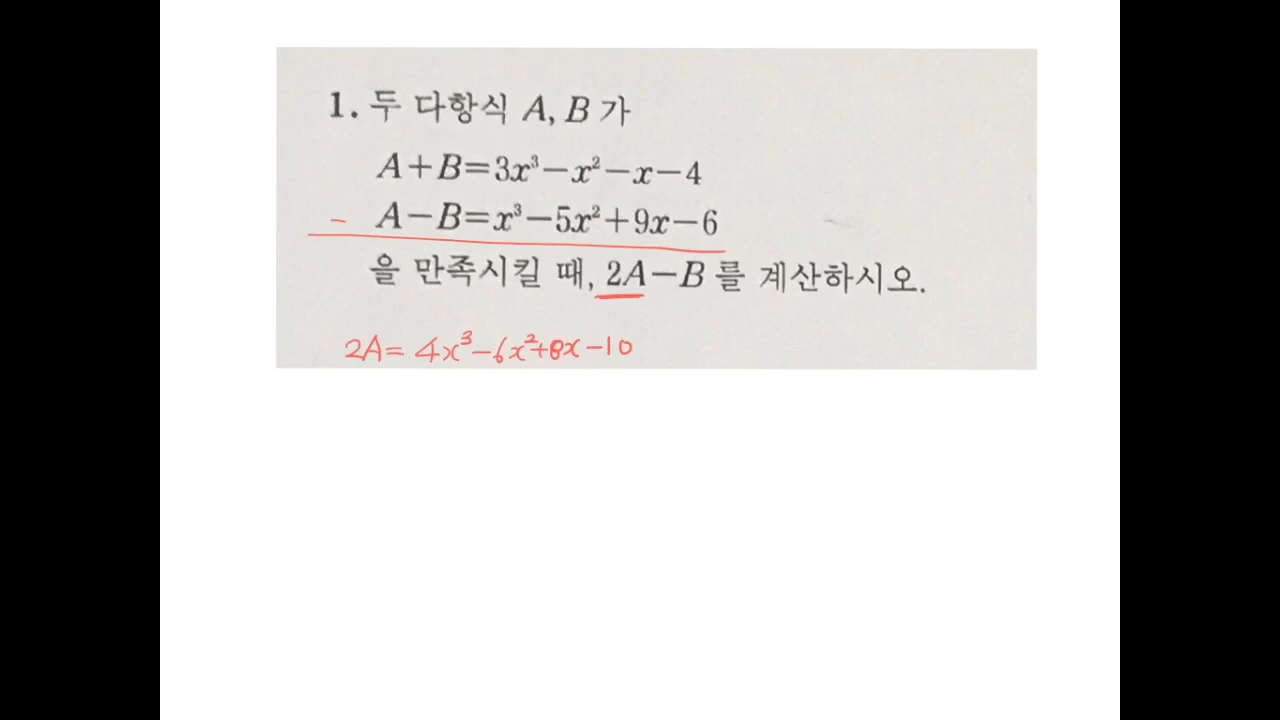 1. 두 다항식 A, B 가
A+B=3x³-x²-x-4
- A-B=x³-5x²+9x-6
을 만족시킬 때, 2A-B 를 계산하시오.
2A= 4x³-6x²+8x-10